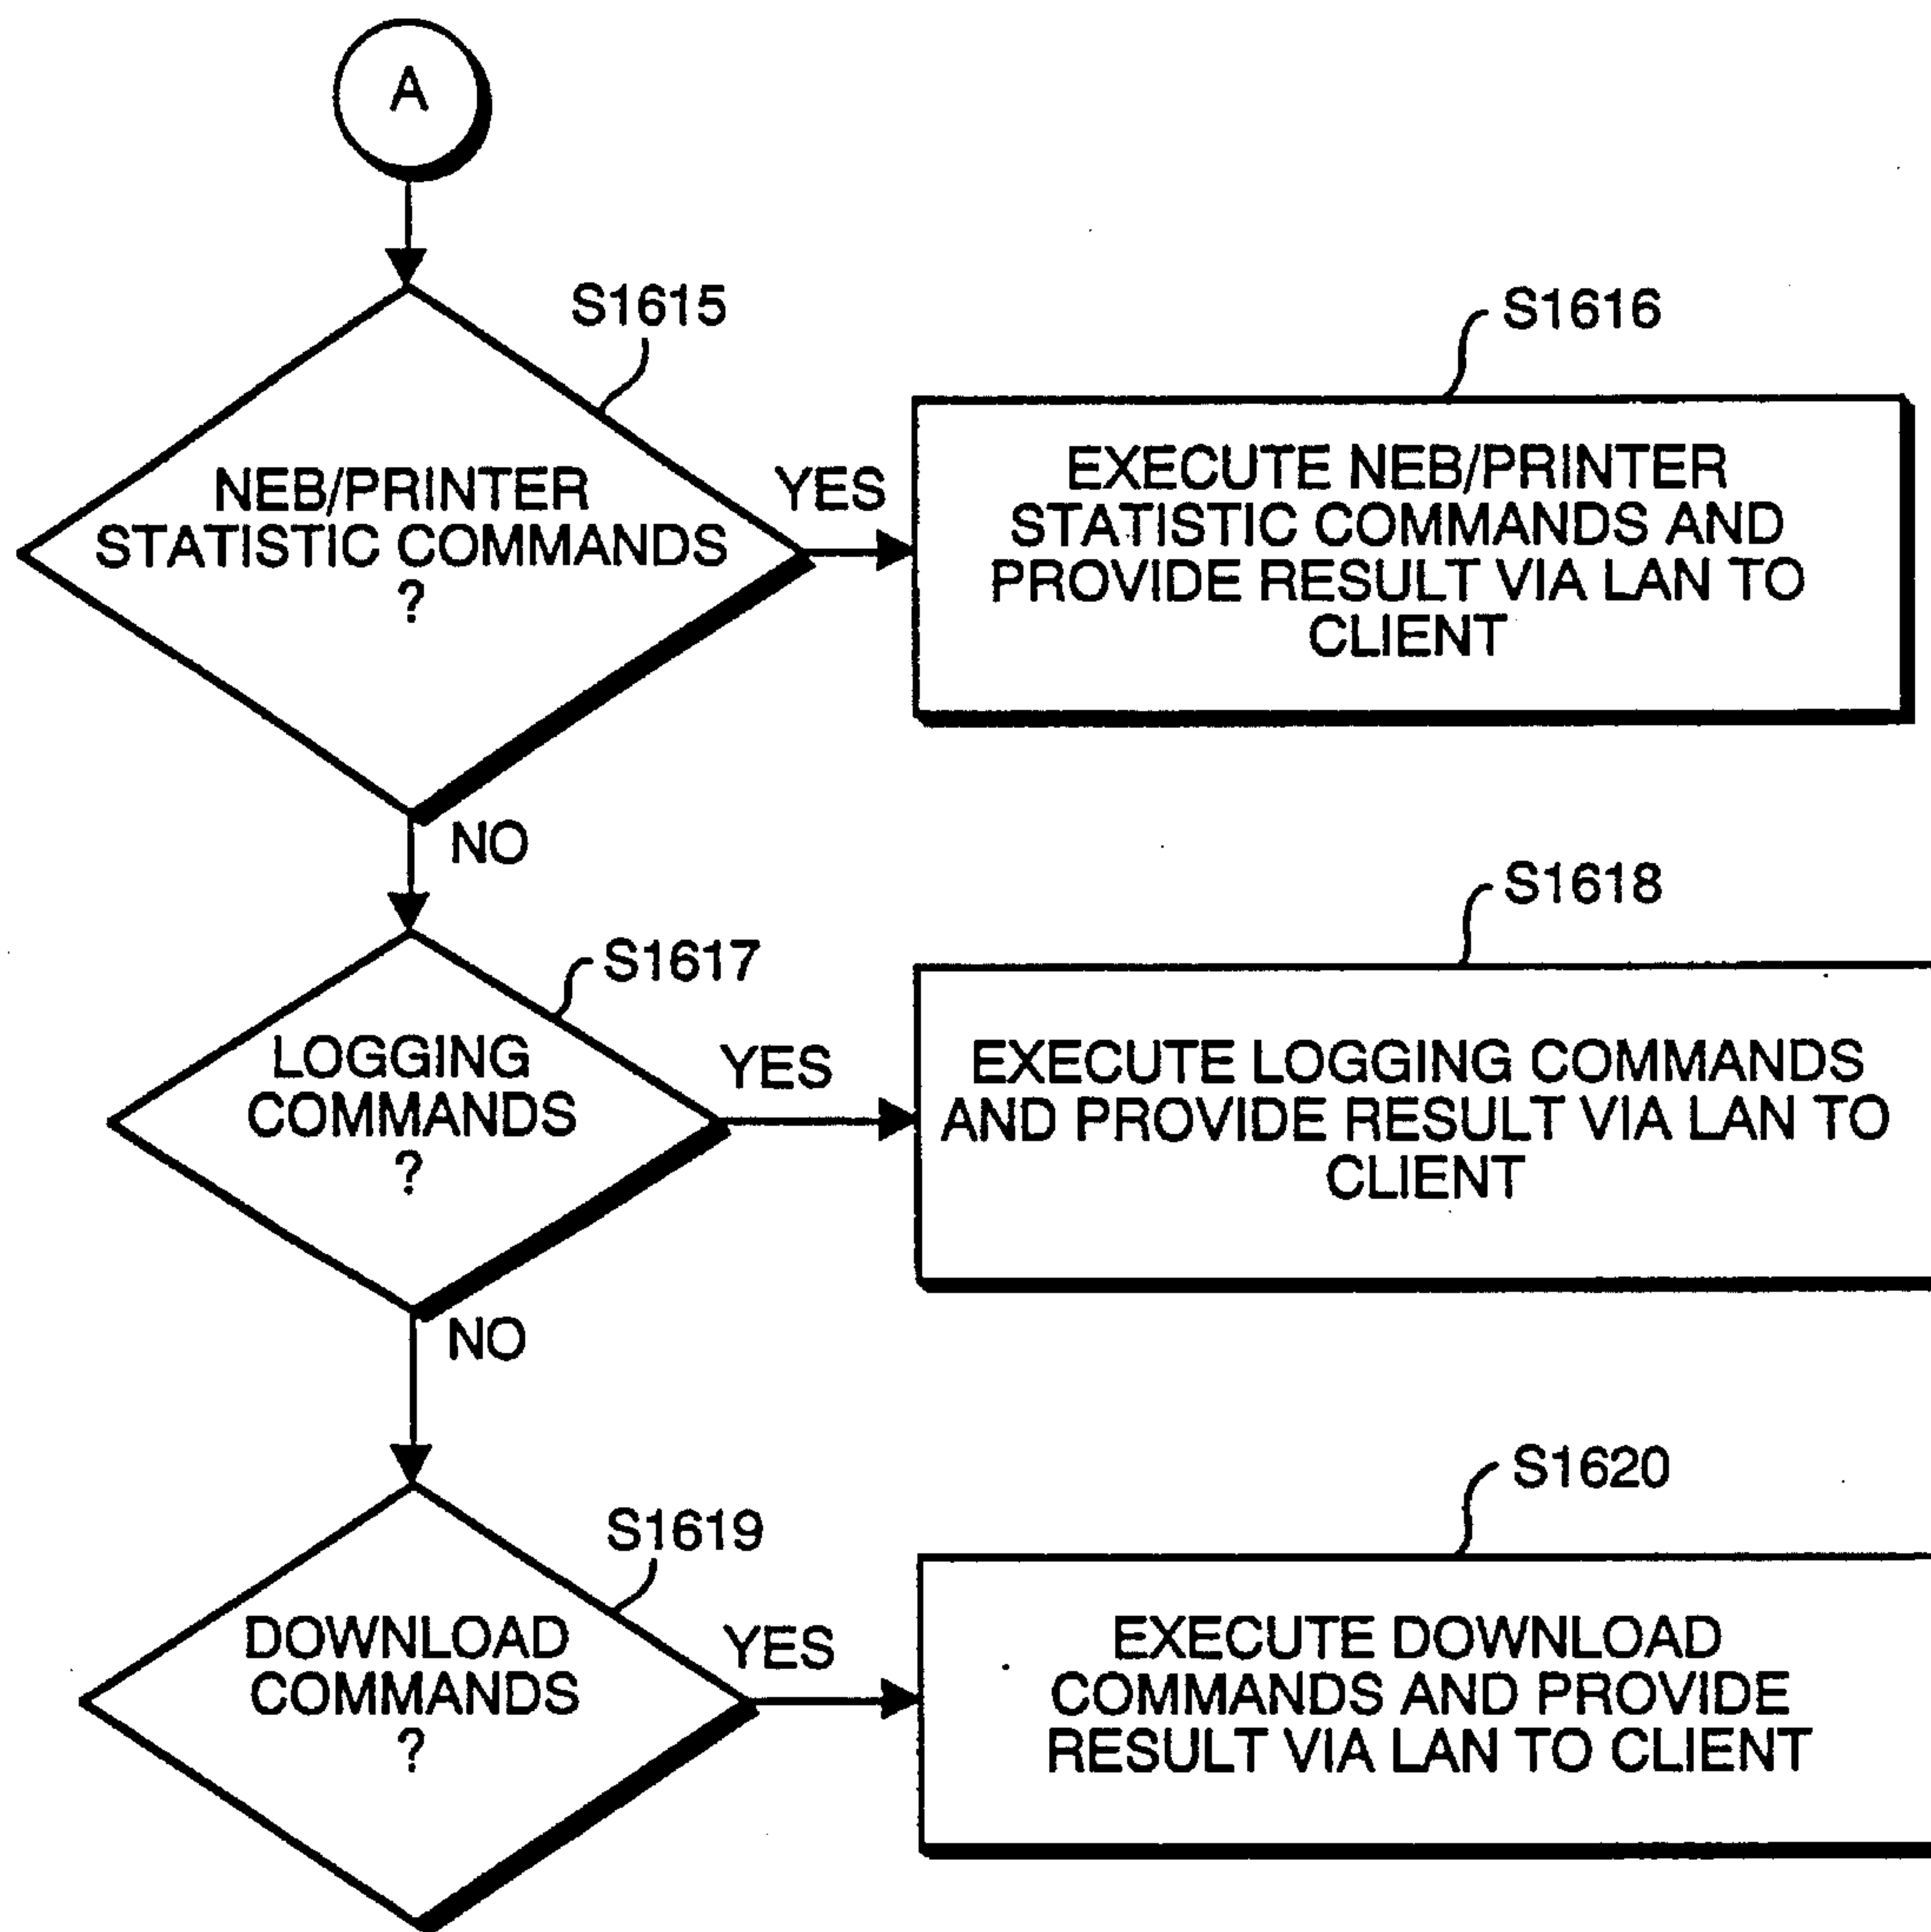 A
S1615
NEB/PRINTER
STATISTIC COMMANDS
?
YES
S1616
EXECUTE NEB/PRINTER
STATISTIC COMMANDS AND
PROVIDE RESULT VIA LAN TO
CLIENT
NO
S1617
LOGGING
COMMANDS
?
YES
S1618
EXECUTE LOGGING COMMANDS
AND PROVIDE RESULT VIA LAN TO
CLIENT
NO
S1619
DOWNLOAD
COMMANDS
?
YES
S1620
EXECUTE DOWNLOAD
COMMANDS AND PROVIDE
RESULT VIA LAN TO CLIENT